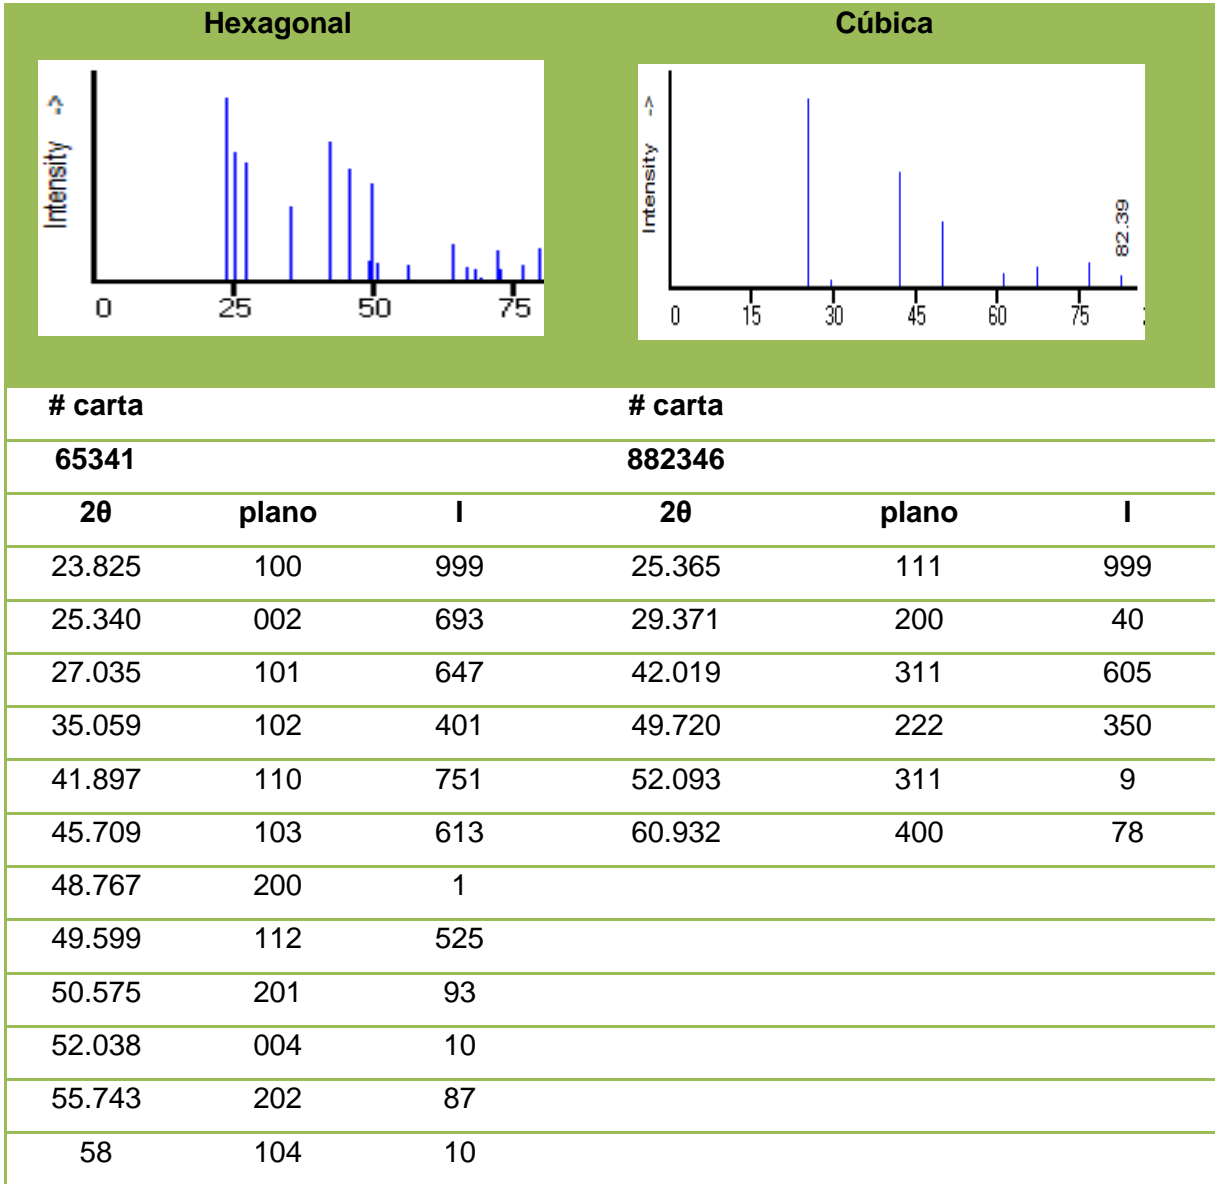 Hexagonal Cúbica
Intensity ->
0 25 50 75
Intensity ->
82.39
0 15 30 45 60 75
# carta # carta
65341 882346
2θ plano I 2θ plano I
23.825 100 999 25.365 111 999
25.340 002 693 29.371 200 40
27.035 101 647 42.019 311 605
35.059 102 401 49.720 222 350
41.897 110 751 52.093 311 9
45.709 103 613 60.932 400 78
48.767 200 1
49.599 112 525
50.575 201 93
52.038 004 10
55.743 202 87
58 104 10